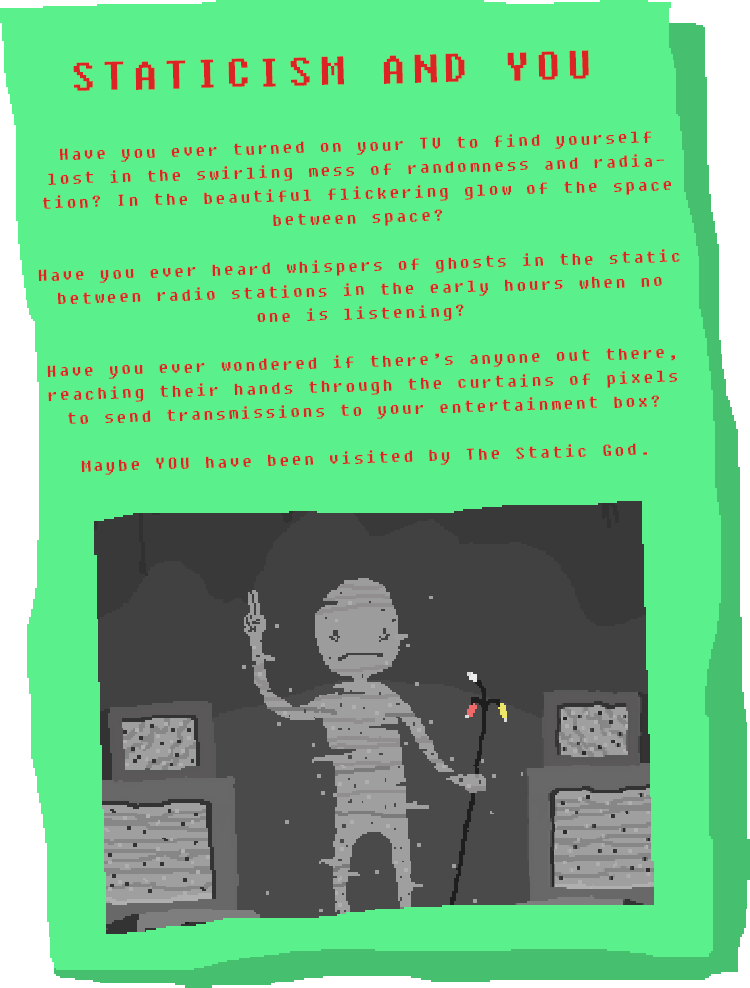 STATICISM AND YOU
Have you ever turned on your TV to find yourself
lost in the swirling mess of randomness and radia-
tion? In the beautiful flickering glow of the space
between space?
Have you ever heard whispers of ghosts in the static
between radio stations in the early hours when no
one is listening?
Have you ever wondered if there's anyone out there,
reaching their hands through the curtains of pixels
to send transmissions to your entertainment box?
Maybe YOU have been visited by The Static God.